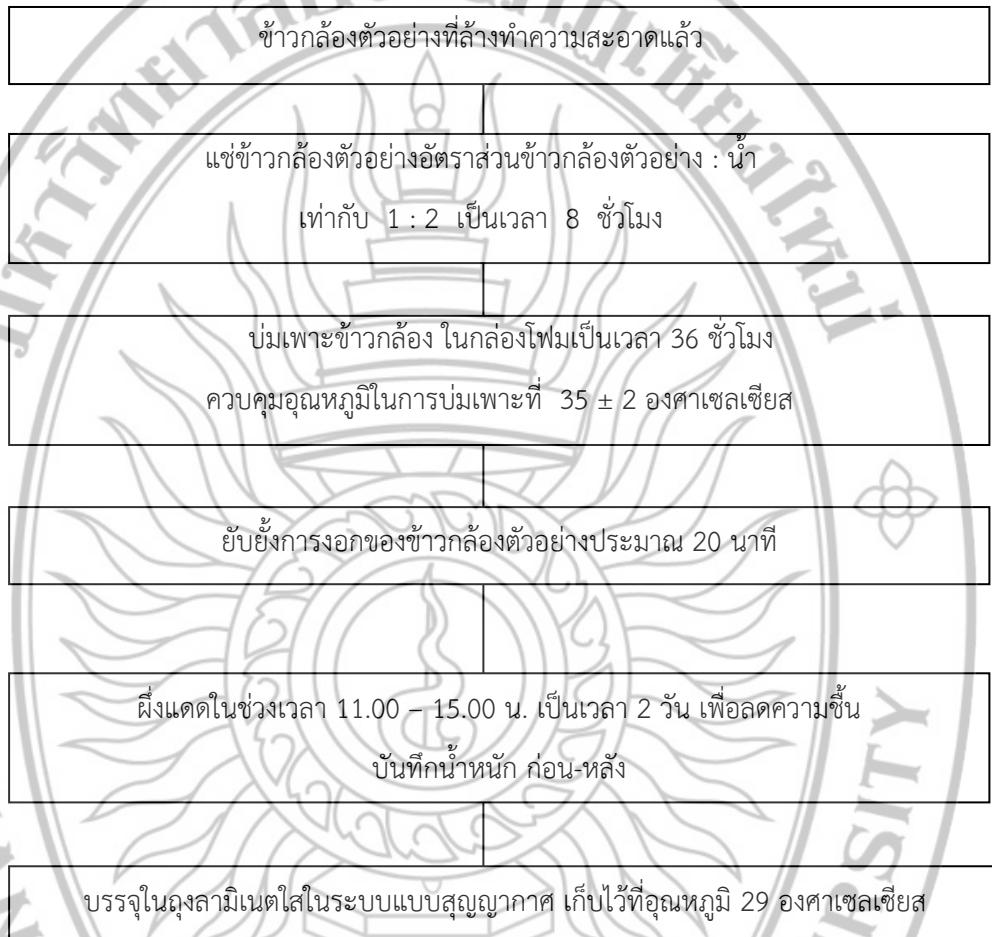 ข้าวกล้องตัวอย่างที่ล้างทำความสะอาดแล้ว
แช่ข้าวกล้องตัวอย่างอัตราส่วนข้าวกล้องตัวอย่าง : น้ำ
เท่ากับ 1 : 2 เป็นเวลา 8 ชั่วโมง
บ่มเพาะข้าวกล้อง ในกล่องโฟมเป็นเวลา 36 ชั่วโมง
ควบคุมอุณหภูมิในการบ่มเพาะที่ 35 ± 2 องศาเซลเซียส
ยับยั้งการงอกของข้าวกล้องตัวอย่างประมาณ 20 นาที
ผึ่งแดดในช่วงเวลา 11.00 – 15.00 น. เป็นเวลา 2 วัน เพื่อลดความชื้น
บันทึกน้ำหนัก ก่อน-หลัง
บรรจุในถุงลามิเนตใสในระบบแบบสุญญากาศ เก็บไว้ที่อุณหภูมิ 29 องศาเซลเซียส